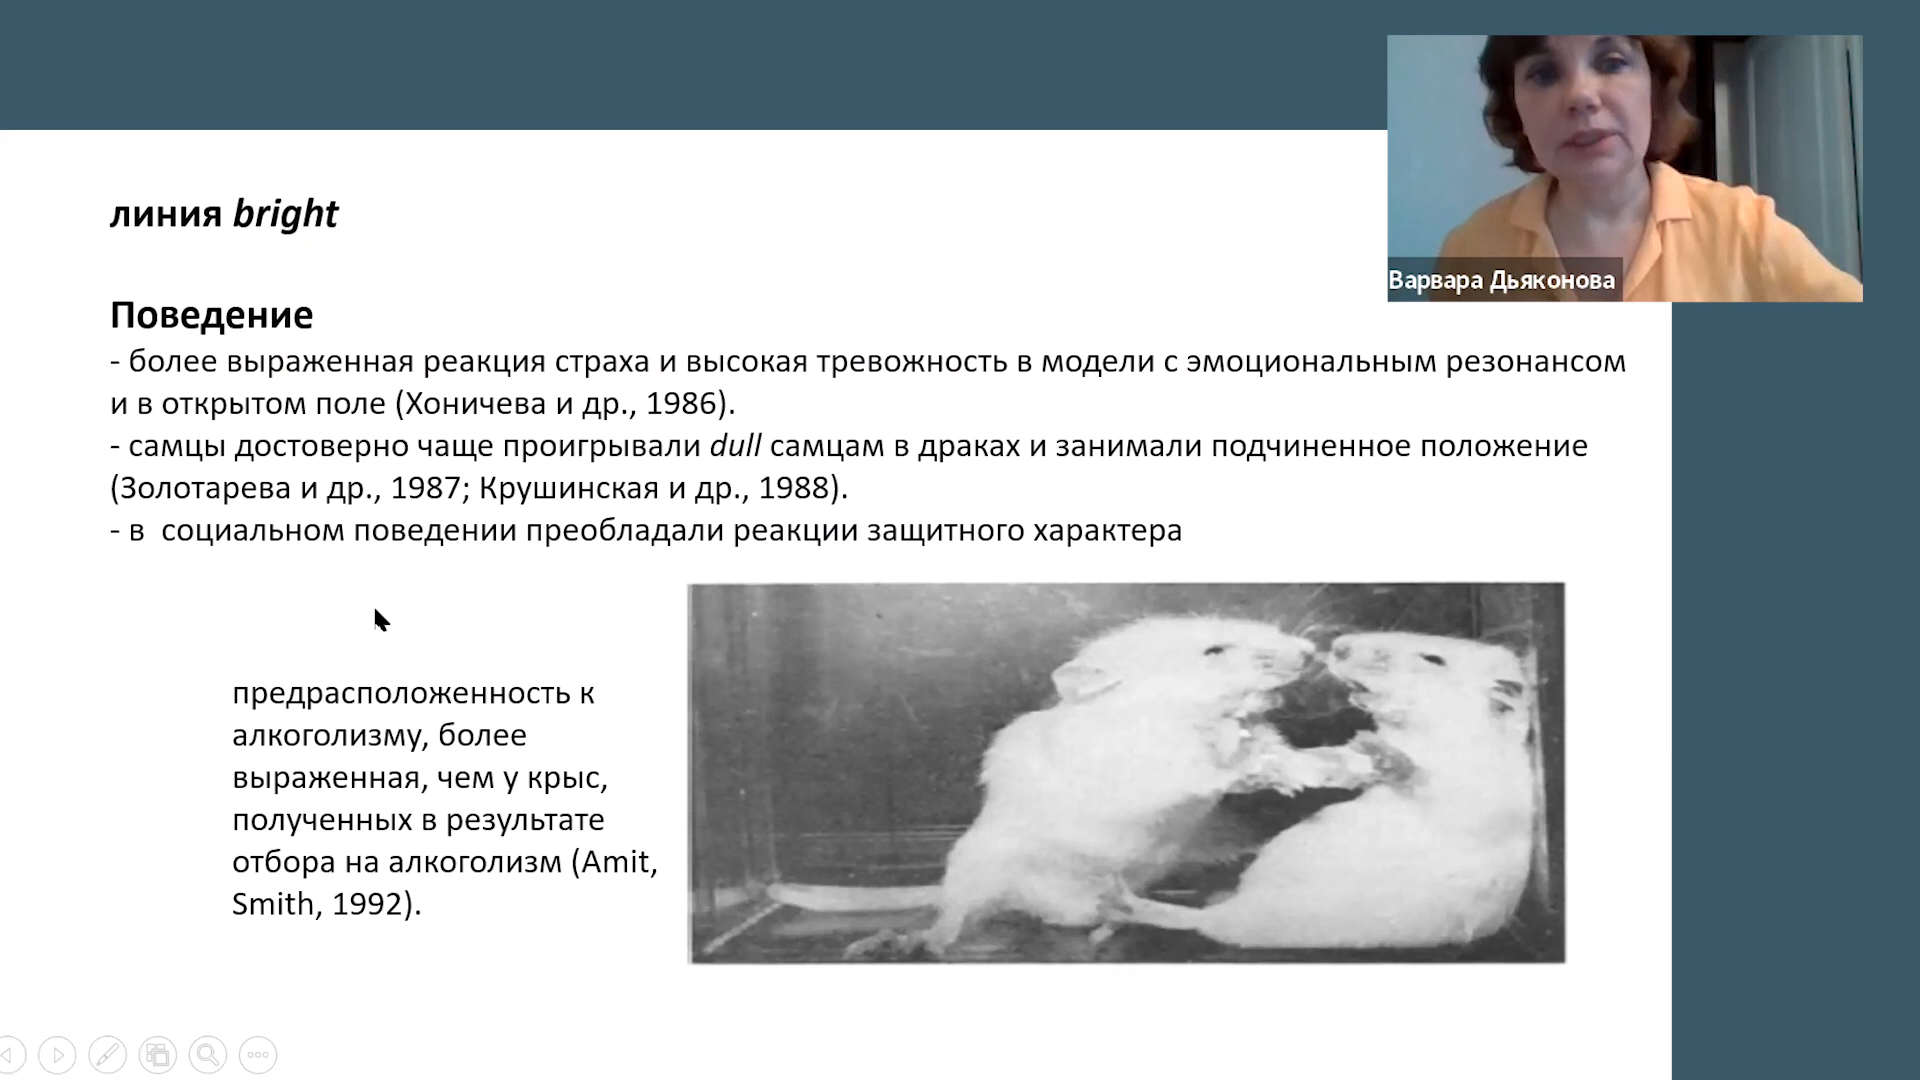 Варвара Дьяконова
линия bright
Поведение
- более выраженная реакция страха и высокая тревожность в модели с эмоциональным резонансом
и в открытом поле (Хоничева и др., 1986).
- самцы достоверно чаще проигрывали dull самцам в драках и занимали подчиненное положение
(Золотарева и др., 1987; Крушинская и др., 1988).
- в  социальном поведении преобладали реакции защитного характера
предрасположенность к
алкоголизму, более
выраженная, чем у крыс,
полученных в результате
отбора на алкоголизм (Amit,
Smith, 1992).